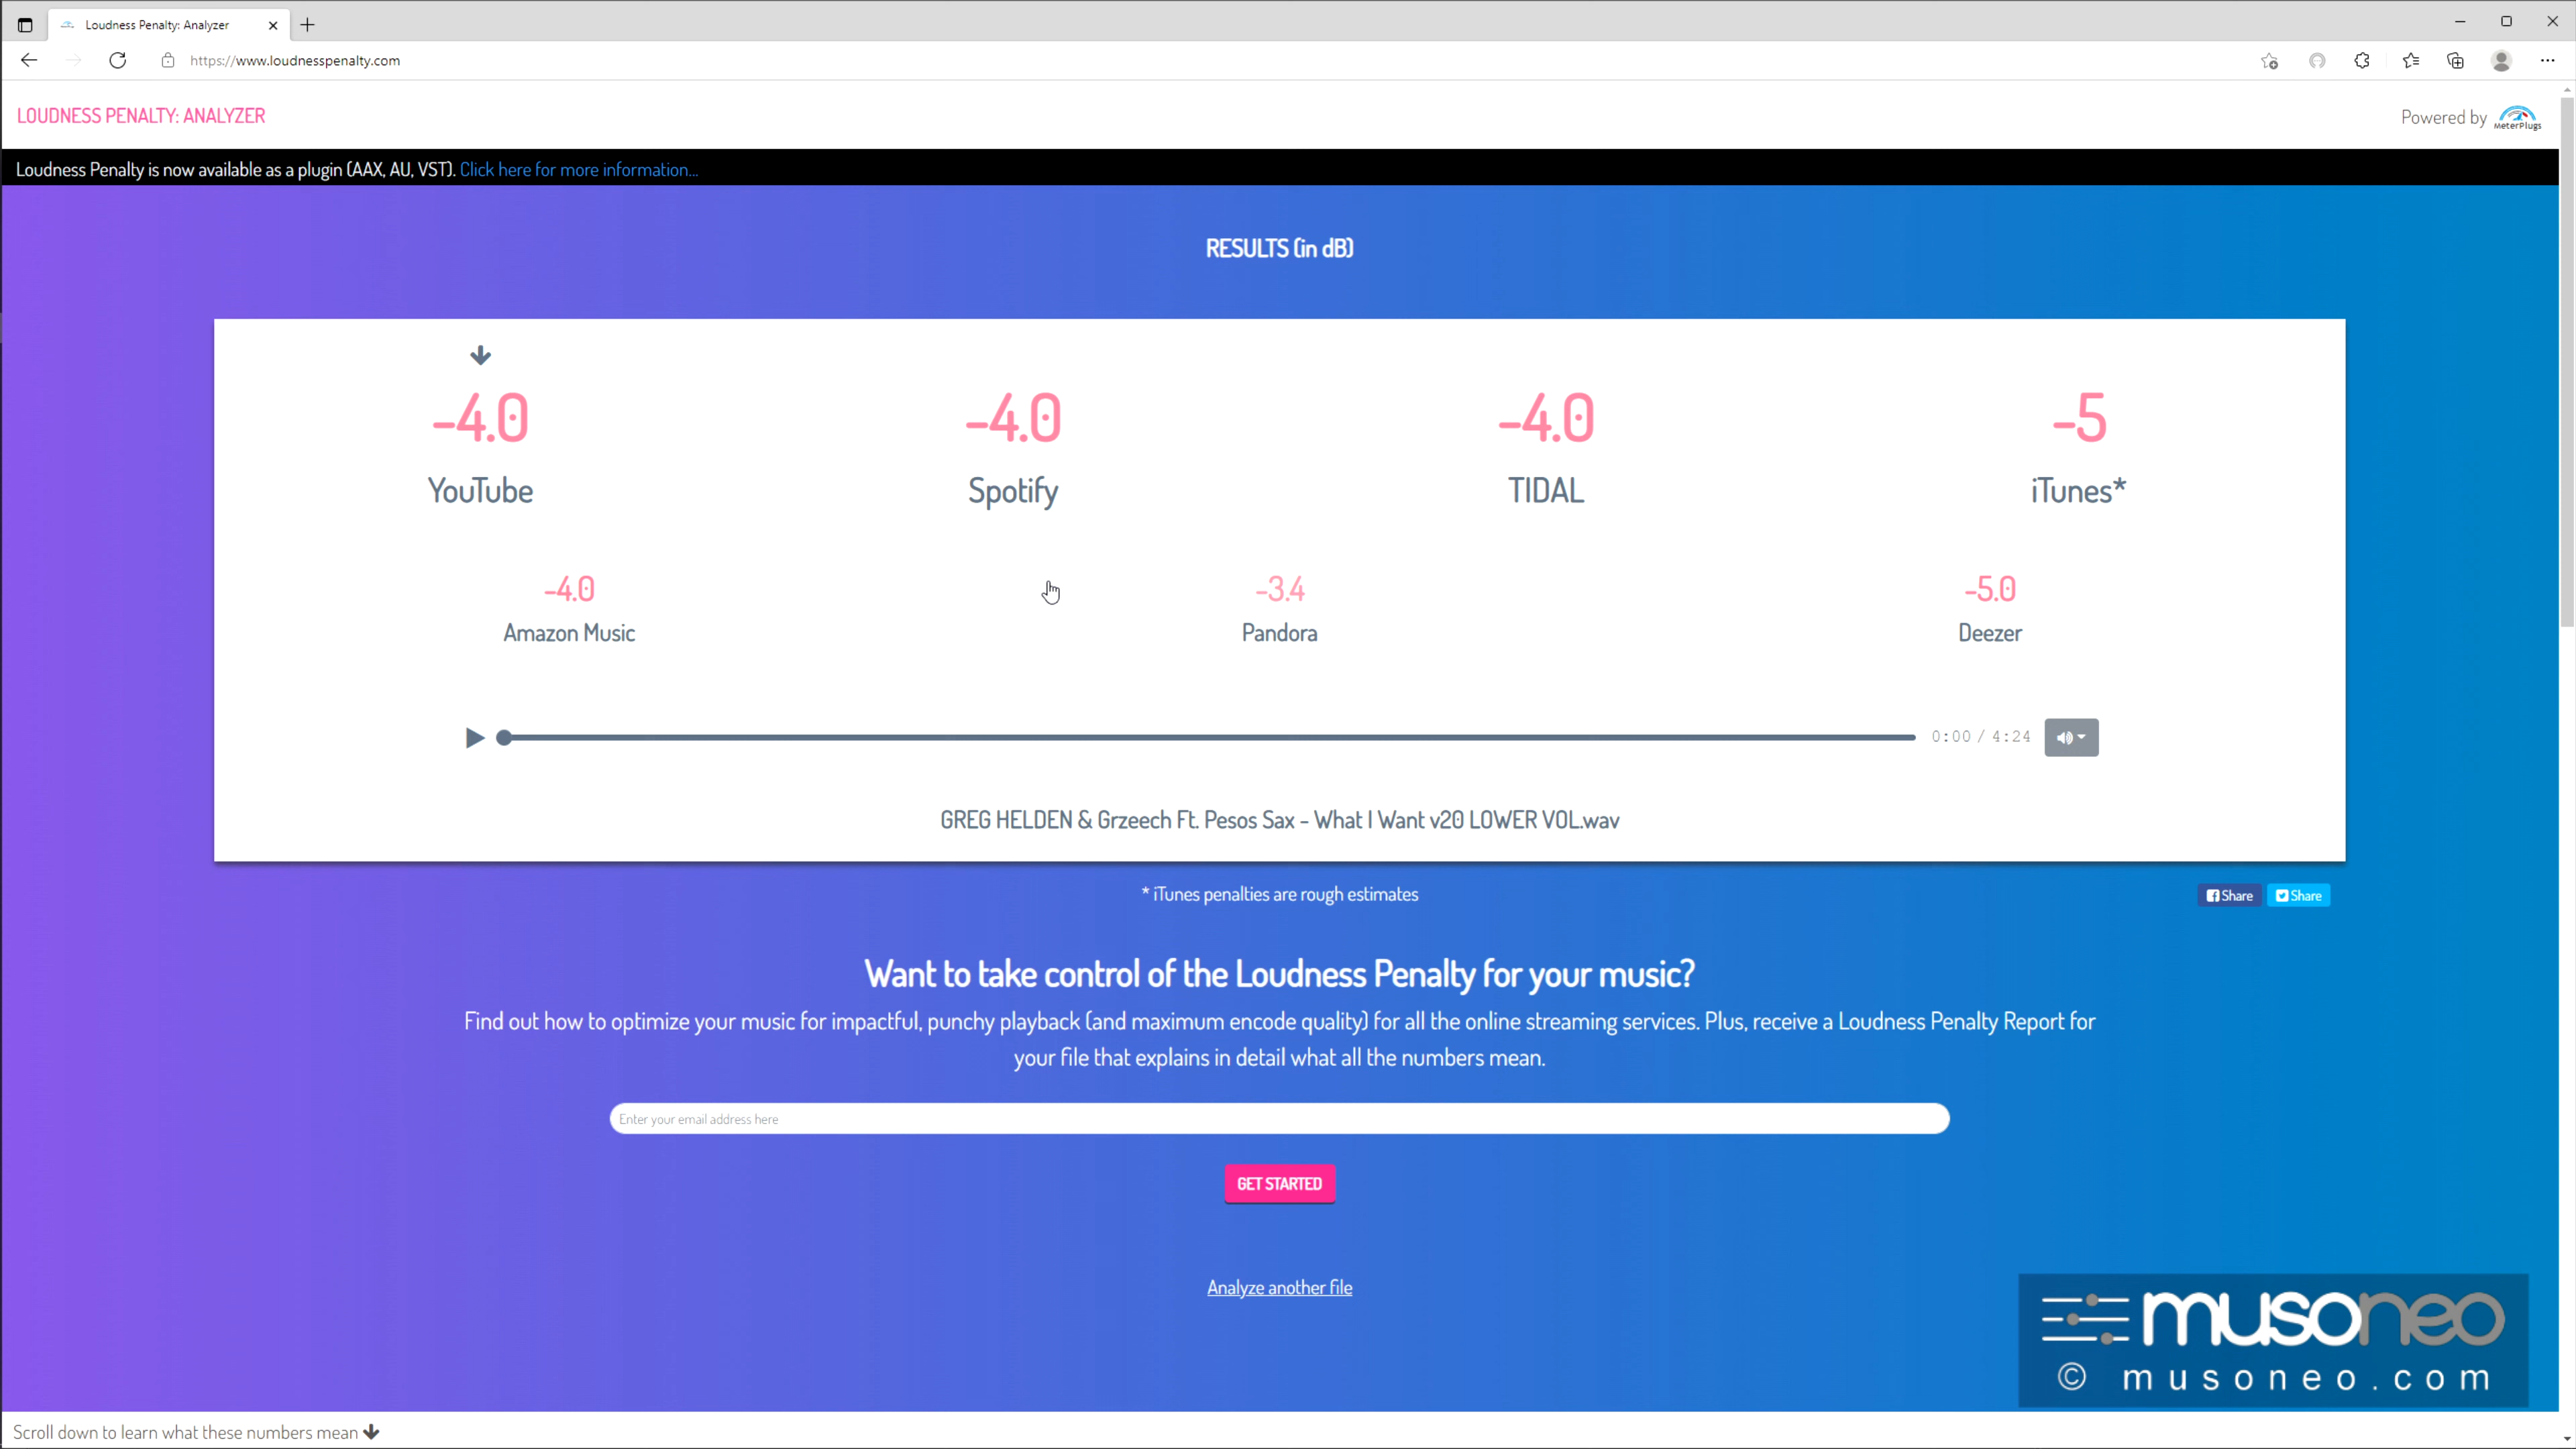 Loudness Penalty: Analyzer
https://www.loudnesspenalty.com
LOUDNESS PENALTY: ANALYZER
Powered by MeterPlugs
Loudness Penalty is now available as a plugin (AAX, AU, VST). Click here for more information...
RESULTS (in dB)
-4.0 -4.0 -4.0 -5
YouTube Spotify TIDAL iTunes*
-4.0 -3.4 -5.0
Amazon Music Pandora Deezer
0:00 / 4:24
GREG HELDEN & Grzeech Ft. Pesos Sax - What I Want v20 LOWER VOL.wav
* iTunes penalties are rough estimates
Share Share
Want to take control of the Loudness Penalty for your music?
Find out how to optimize your music for impactful, punchy playback (and maximum encode quality) for all the online streaming services. Plus, receive a Loudness Penalty Report for
your file that explains in detail what all the numbers mean.
Enter your email address here
GET STARTED
Analyze another file
musoneo
© musoneo.com
Scroll down to learn what these numbers mean